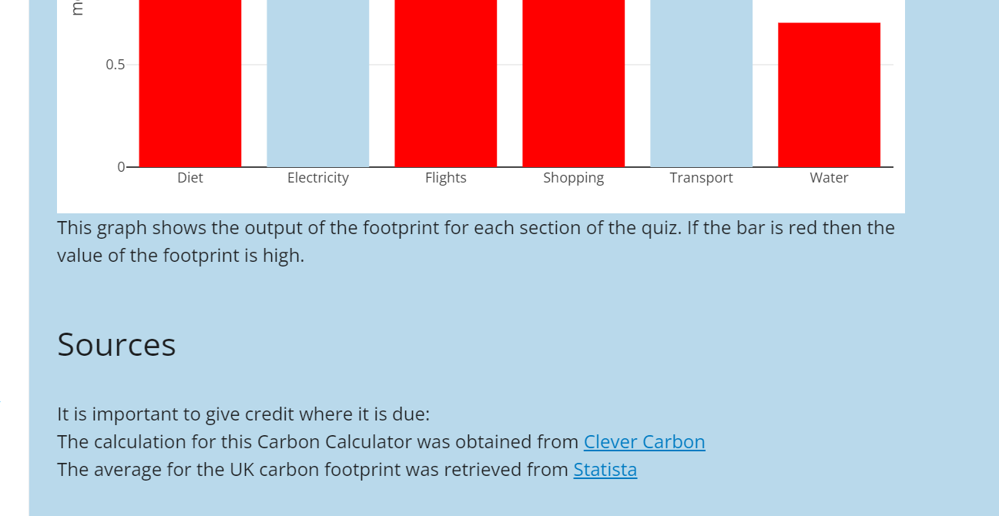 0.5
0
Diet Electricity Flights Shopping Transport Water
This graph shows the output of the footprint for each section of the quiz. If the bar is red then the
value of the footprint is high.
Sources
It is important to give credit where it is due:
The calculation for this Carbon Calculator was obtained from Clever Carbon
The average for the UK carbon footprint was retrieved from Statista